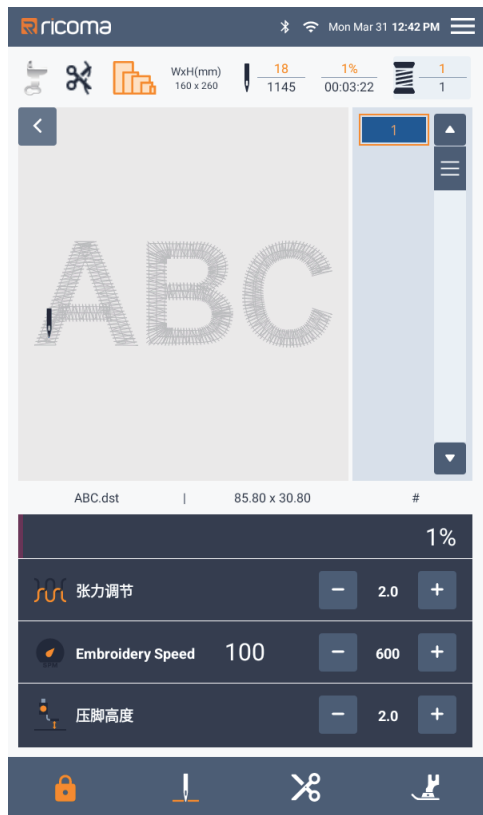 ricoma Mon Mar 31 12:42 PM
WxH(mm) 18 1% 1
160 x 260 1145 00:03:22 1
1
ABC
ABC.dst | 85.80 x 30.80 #
1%
张力调节 − 2.0 +
Embroidery Speed 100 − 600 +
压脚高度 − 2.0 +